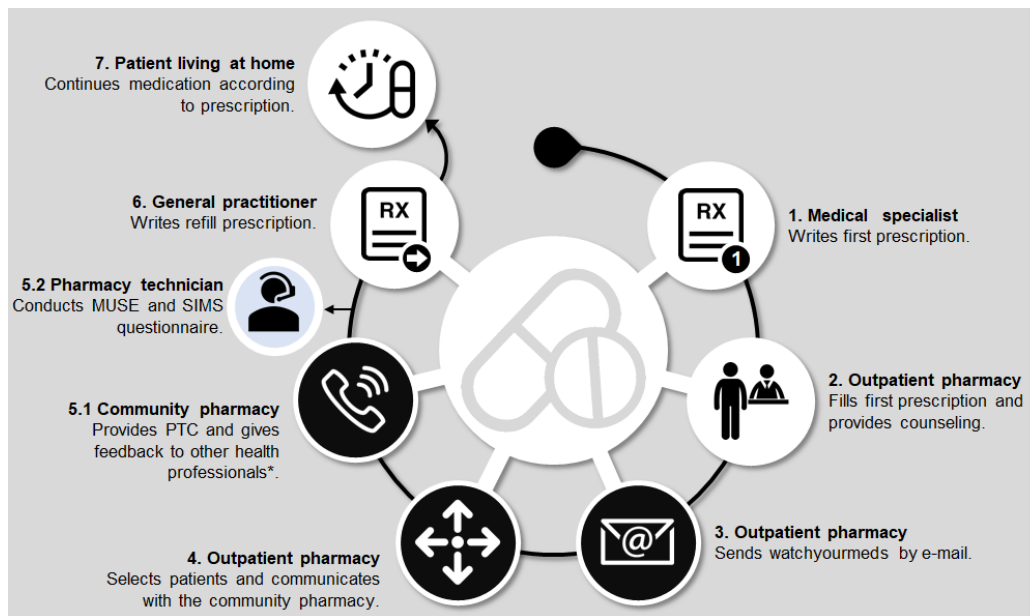 7. Patient living at home
Continues medication according
to prescription.
6. General practitioner
Writes refill prescription.
RX
RX
1
1. Medical specialist
Writes first prescription.
5.2 Pharmacy technician
Conducts MUSE and SIMS
questionnaire.
2. Outpatient pharmacy
Fills first prescription and
provides counseling.
5.1 Community pharmacy
Provides PTC and gives
feedback to other health
professionals*.
@
3. Outpatient pharmacy
Sends watchyourmeds by e-mail.
4. Outpatient pharmacy
Selects patients and communicates
with the community pharmacy.